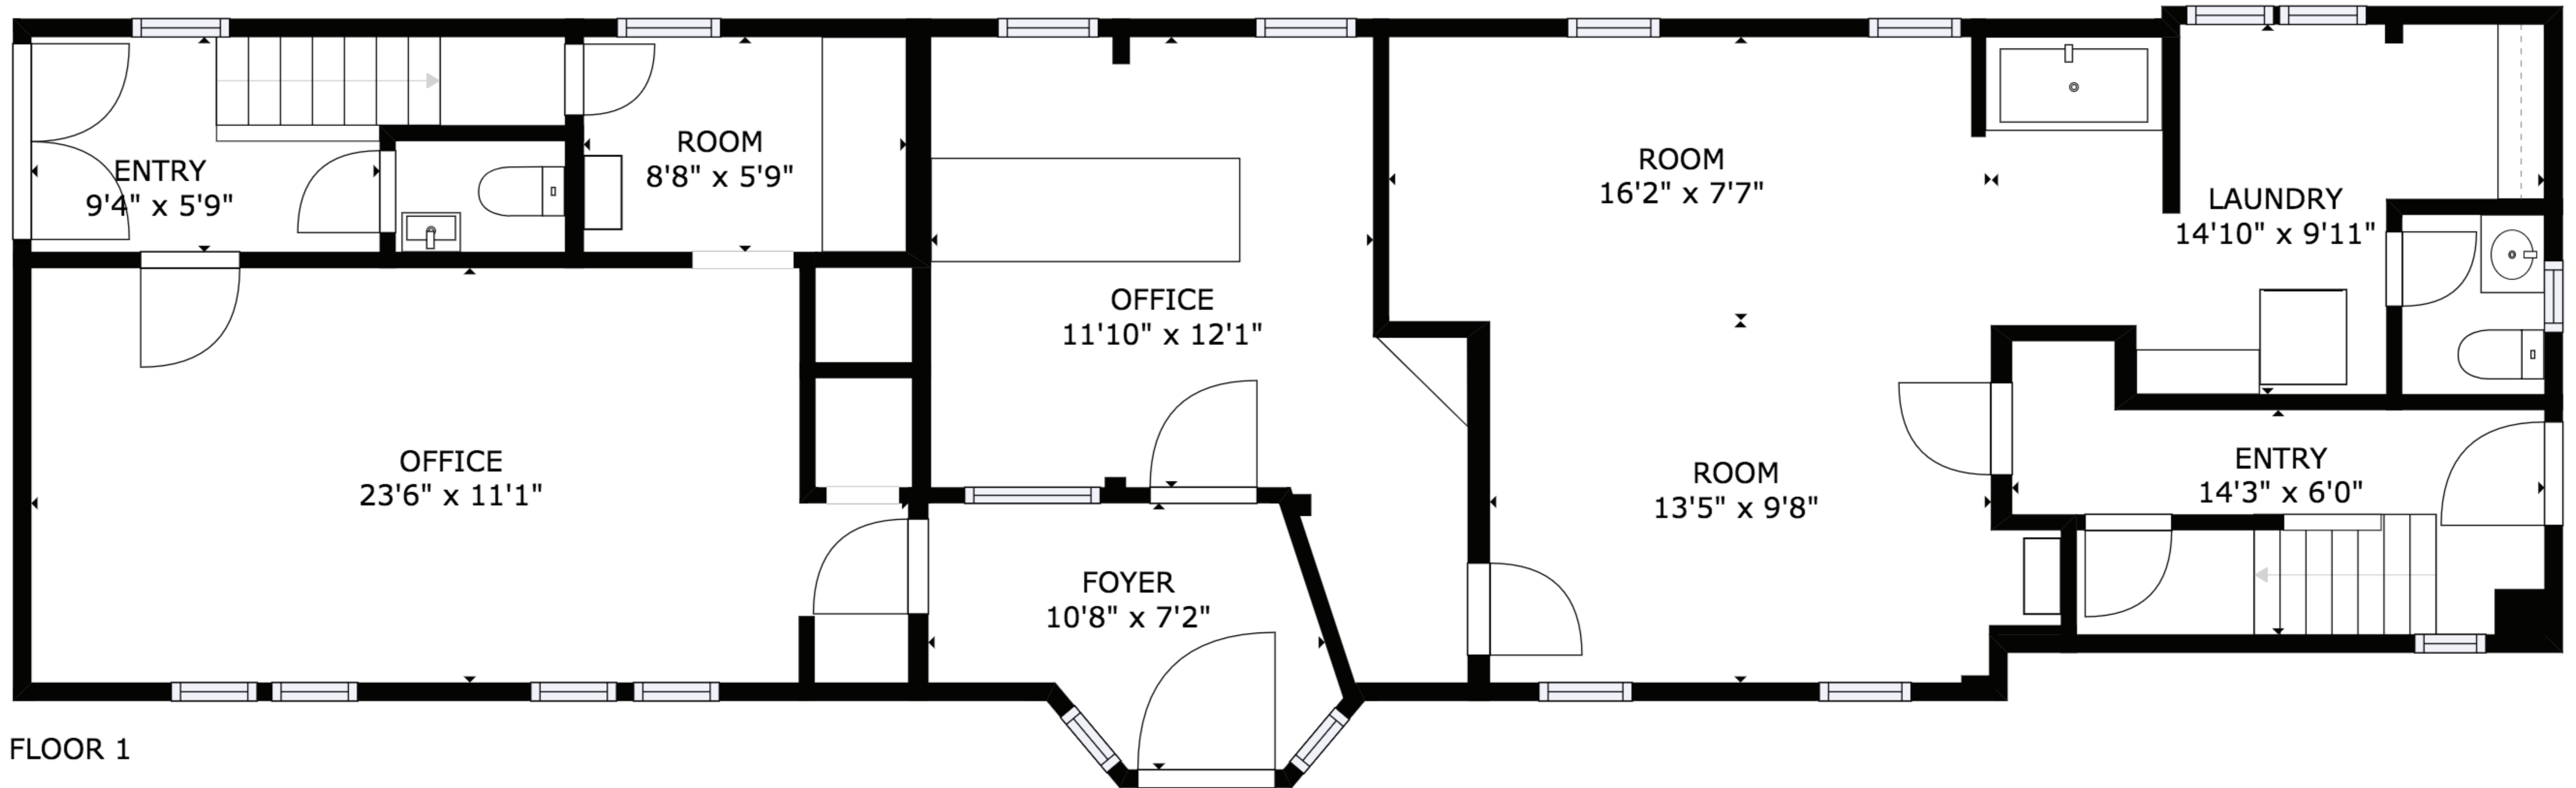 ENTRY
9'4" x 5'9"
ROOM
8'8" x 5'9"
OFFICE
11'10" x 12'1"
ROOM
16'2" x 7'7"
LAUNDRY
14'10" x 9'11"
OFFICE
23'6" x 11'1"
ROOM
13'5" x 9'8"
ENTRY
14'3" x 6'0"
FOYER
10'8" x 7'2"
FLOOR 1